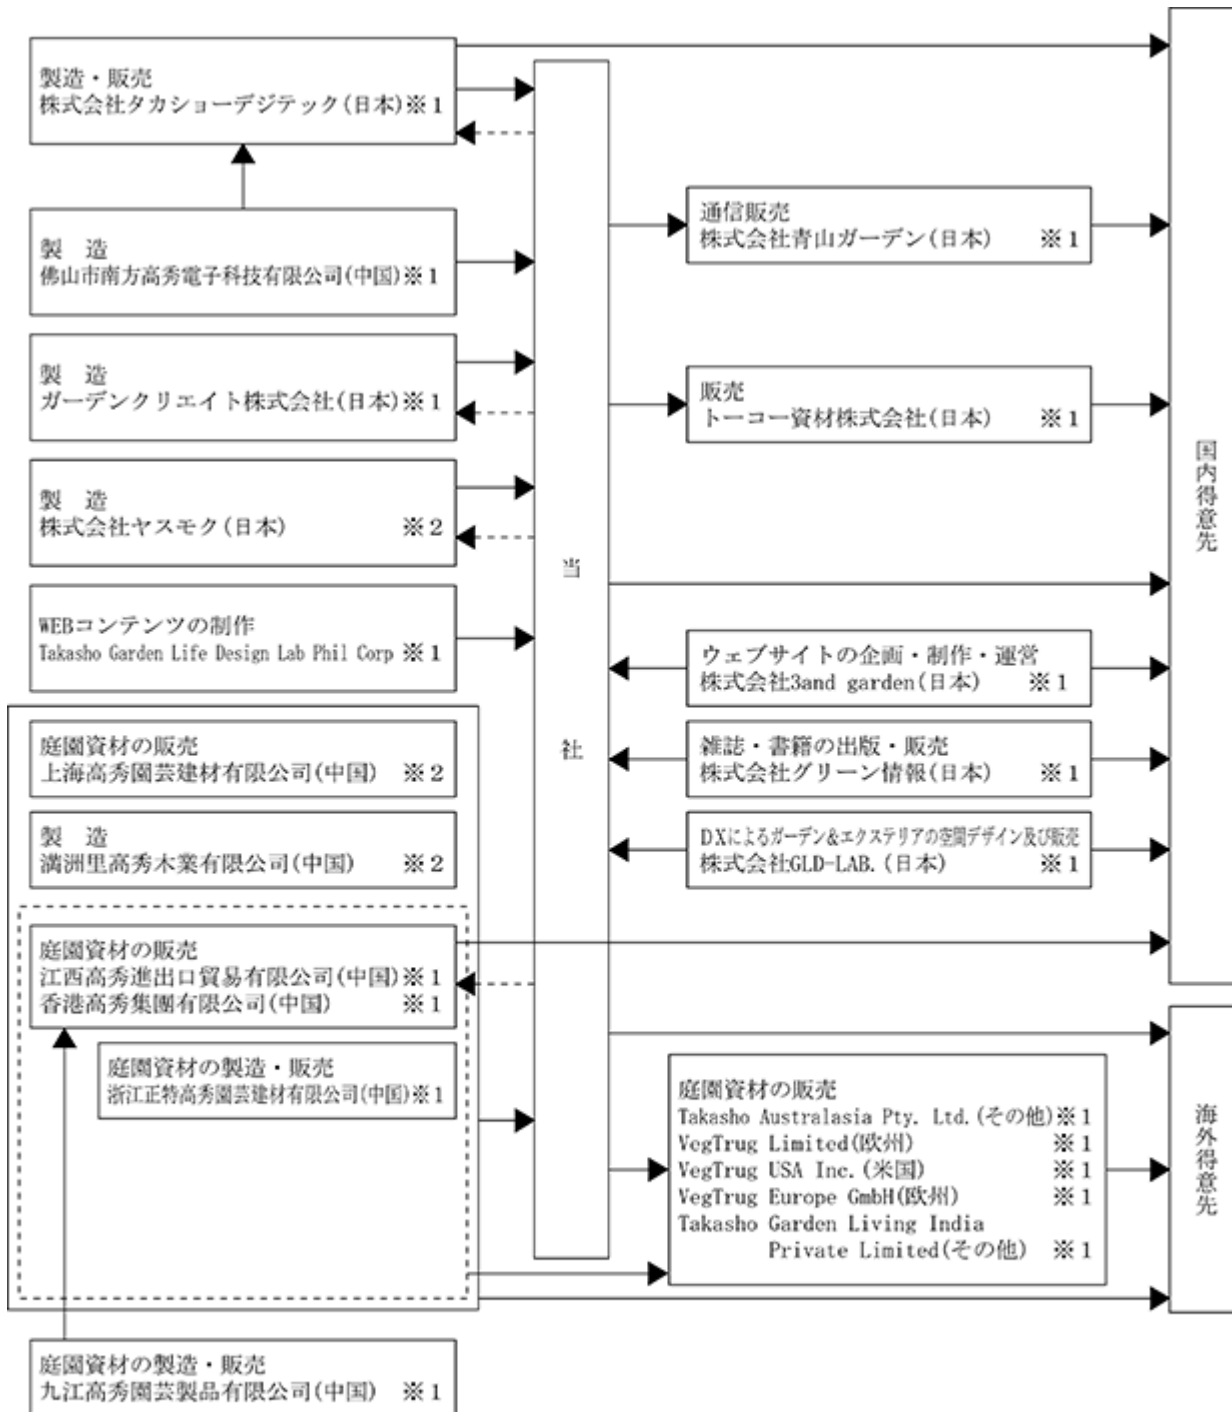 製造・販売
株式会社タカショーデジテック(日本)※1
製　造
佛山市南方高秀電子科技有限公司(中国)※1
製　造
ガーデンクリエイト株式会社(日本)※1
製　造
株式会社ヤスモク(日本)　※2
WEBコンテンツの制作
Takasho Garden Life Design Lab Phil Corp ※1
庭園資材の販売
上海高秀園芸建材有限公司(中国)　※2
製　造
満洲里高秀木業有限公司(中国)　※2
庭園資材の販売
江西高秀進出口貿易有限公司(中国)※1
香港高秀集團有限公司(中国)　※1
庭園資材の製造・販売
浙江正特高秀園芸建材有限公司(中国)※1
庭園資材の製造・販売
九江高秀園芸製品有限公司(中国)　※1
当社
通信販売
株式会社青山ガーデン(日本)　※1
販売
トーコー資材株式会社(日本)　※1
ウェブサイトの企画・制作・運営
株式会社3and garden(日本)　※1
雑誌・書籍の出版・販売
株式会社グリーン情報(日本)　※1
DXによるガーデン&エクステリアの空間デザイン及び販売
株式会社GLD-LAB.(日本)　※1
庭園資材の販売
Takasho Australasia Pty. Ltd.(その他)※1
VegTrug Limited(欧州)　※1
VegTrug USA Inc.(米国)　※1
VegTrug Europe GmbH(欧州)　※1
Takasho Garden Living India
Private Limited(その他)　※1
国内得意先
海外得意先